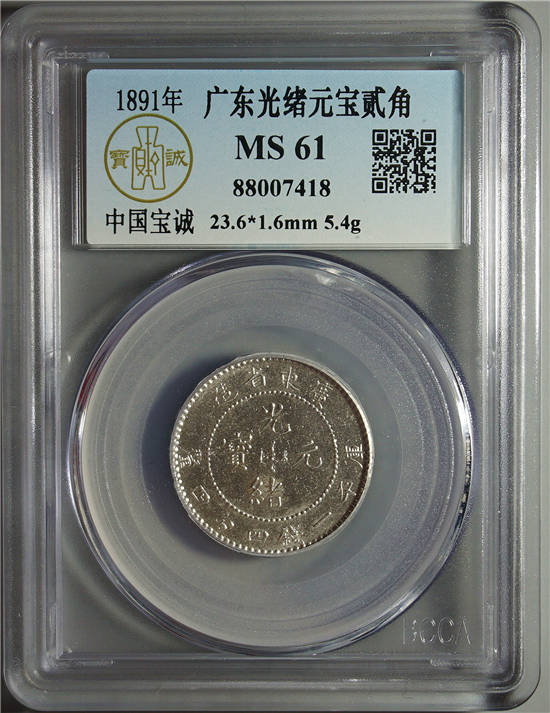 1891年 广东光绪元宝贰角
MS 61
寶 誠
88007418
中国宝诚 23.6*1.6mm 5.4g
廣東省造
光緒元寶
庫平一錢四分四釐